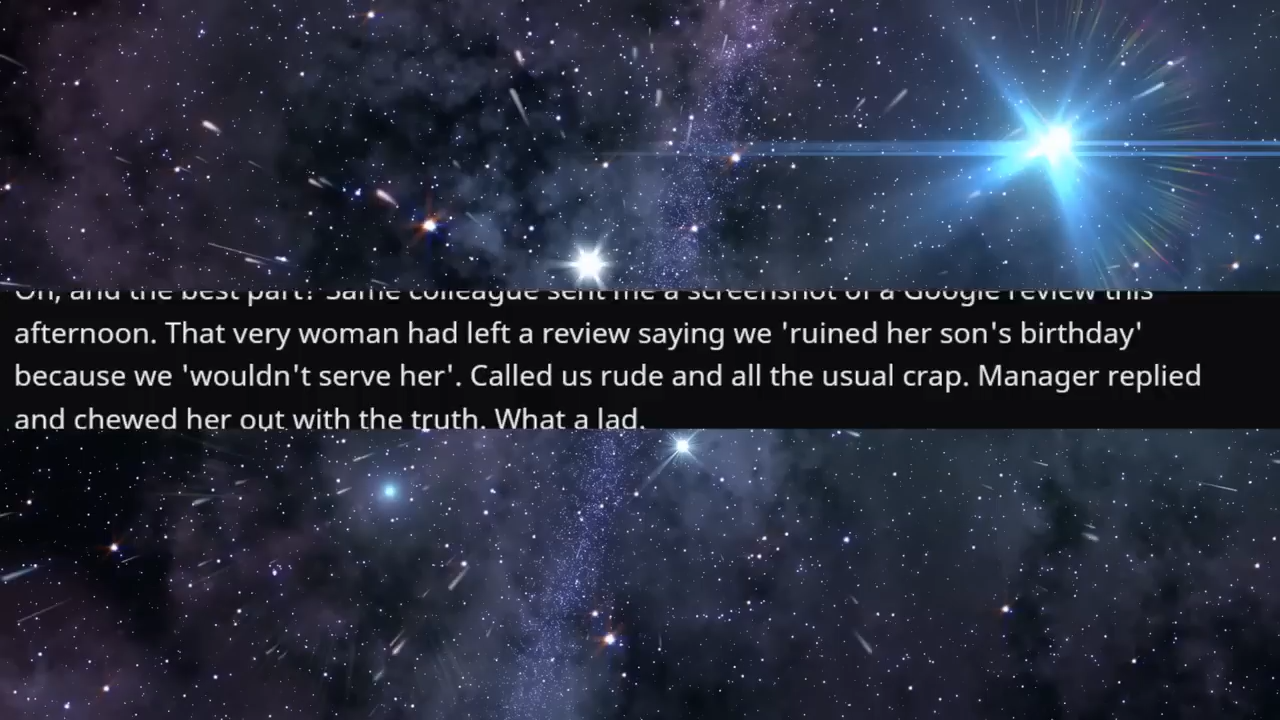 Oh, and the best part? Same colleague sent me a screenshot of a Google review this
afternoon. That very woman had left a review saying we 'ruined her son's birthday'
because we 'wouldn't serve her'. Called us rude and all the usual crap. Manager replied
and chewed her out with the truth. What a lad.